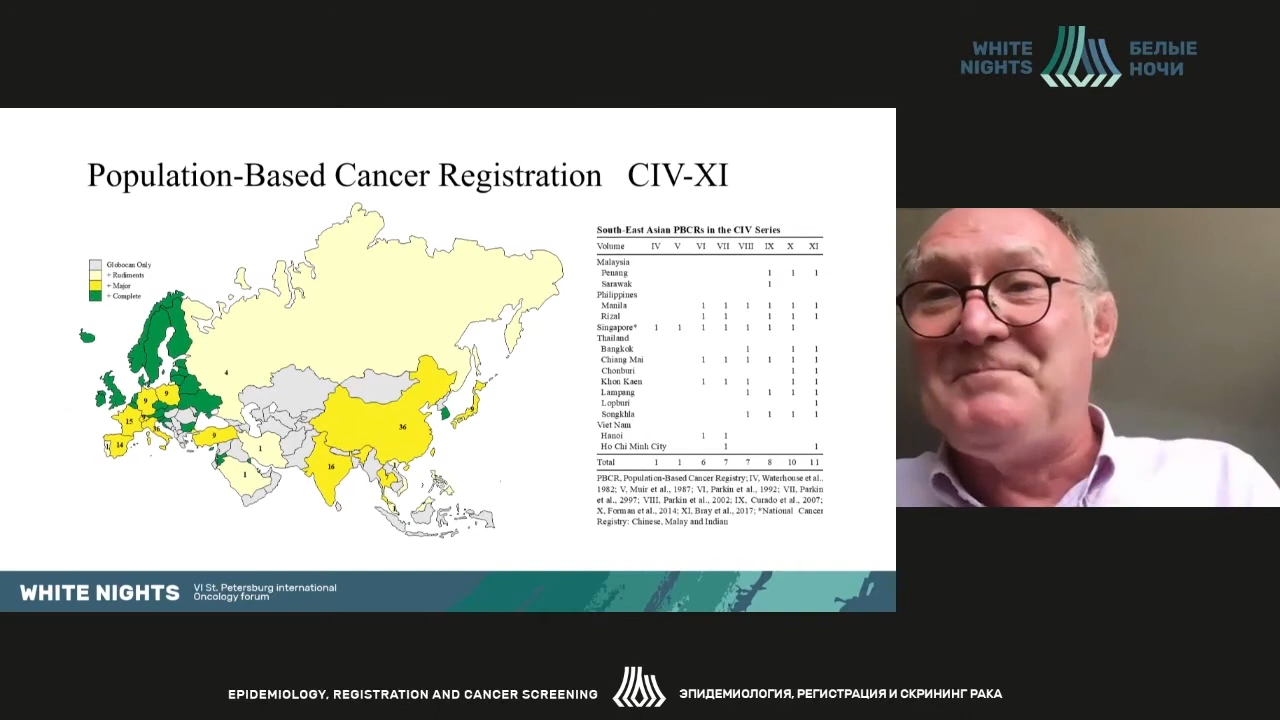 WHITE
NIGHTS
БЕЛЫЕ
НОЧИ
Population-Based Cancer Registration CIV-XI
Globocan Only
+ Rudiments
+ Major
+ Complete
4
9
9
9
15
14
9
1
1
36
16
South-East Asian PBCRs in the CIV Series
Volume IV V VI VII VIII IX X XI
Malaysia
Penang 1 1 1
Sarawak 1
Philippines
Manila 1 1 1 1 1 1
Rizal 1 1 1 1 1
Singapore* 1 1 1 1 1 1 1
Thailand
Bangkok 1 1 1
Chiang Mai 1 1 1 1 1 1
Chonburi 1 1
Khon Kaen 1 1 1 1 1
Lampang 1 1 1 1
Lopburi 1
Songkhla 1 1 1 1
Viet Nam
Hanoi 1 1
Ho Chi Minh City 1 1
Total 1 1 6 7 7 8 10 11
PBCR, Population-Based Cancer Registry; IV, Waterhouse et al.,
1982; V, Muir et al., 1987; VI, Parkin et al., 1992; VII, Parkin
et al., 2997; VIII, Parkin et al., 2002; IX, Curado et al., 2007;
X, Forman et al., 2014; XI, Bray et al., 2017; *National Cancer
Registry: Chinese, Malay and Indian
WHITE NIGHTS
VI St. Petersburg international
Oncology forum
EPIDEMIOLOGY, REGISTRATION AND CANCER SCREENING
ЭПИДЕМИОЛОГИЯ, РЕГИСТРАЦИЯ И СКРИНИНГ РАКА